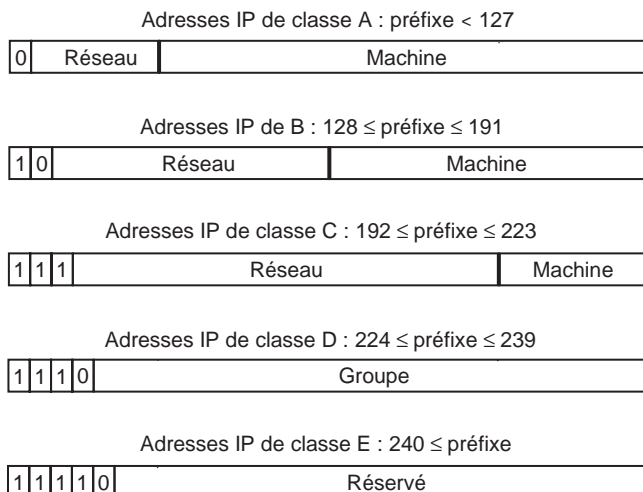 Adresses IP de classe A : préfixe < 127
0 Réseau Machine
Adresses IP de B : 128 ≤ préfixe ≤ 191
1 0 Réseau Machine
Adresses IP de classe C : 192 ≤ préfixe ≤ 223
1 1 1 Réseau Machine
Adresses IP de classe D : 224 ≤ préfixe ≤ 239
1 1 1 0 Groupe
Adresses IP de classe E : 240 ≤ préfixe
1 1 1 1 0 Réservé